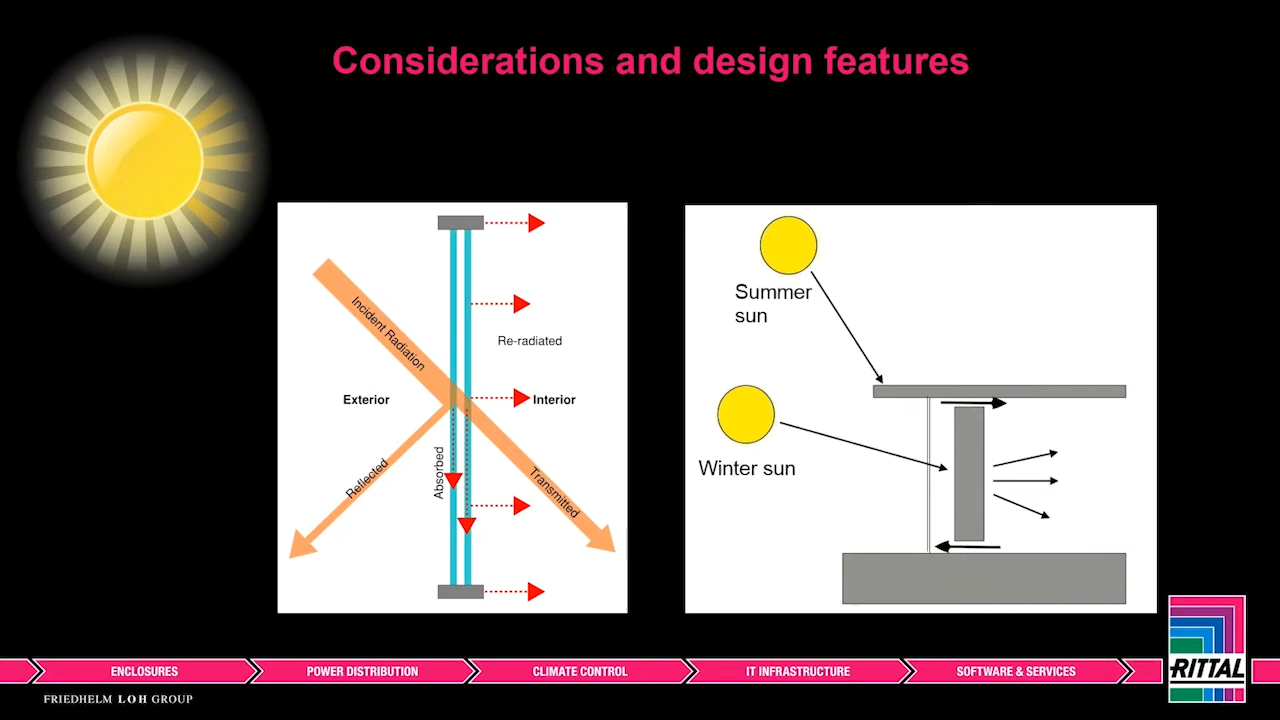 Considerations and design features
Incident Radiation
Re-radiated
Exterior
Interior
Absorbed
Reflected
Transmitted
Summer
sun
Winter sun
ENCLOSURES
POWER DISTRIBUTION
CLIMATE CONTROL
IT INFRASTRUCTURE
SOFTWARE & SERVICES
RITTAL
FRIEDHELM LOH GROUP